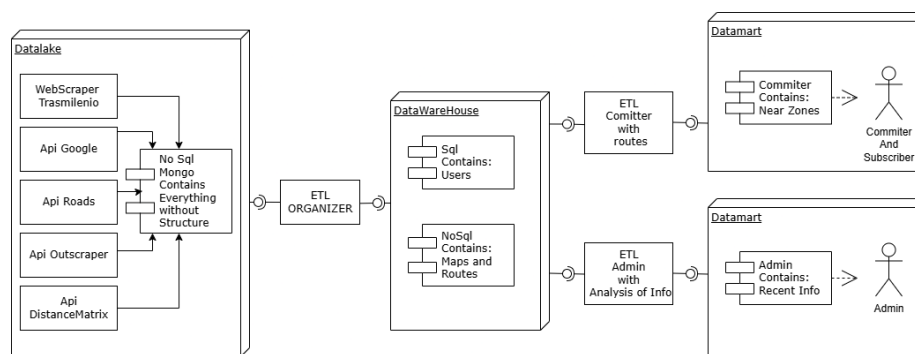 Datalake
WebScraper
Trasmilenio
Api Google
Api Roads
Api Outscraper
Api
DistanceMatrix
No Sql
Mongo
Contains
Everything
without
Structure
ETL
ORGANIZER
DataWareHouse
Sql
Contains:
Users
NoSql
Contains:
Maps and
Routes
ETL
Comitter
with
routes
ETL
Admin
with
Analysis of Info
Datamart
Commiter
Contains:
Near Zones
Commiter
And
Subscriber
Datamart
Admin
Contains:
Recent Info
Admin